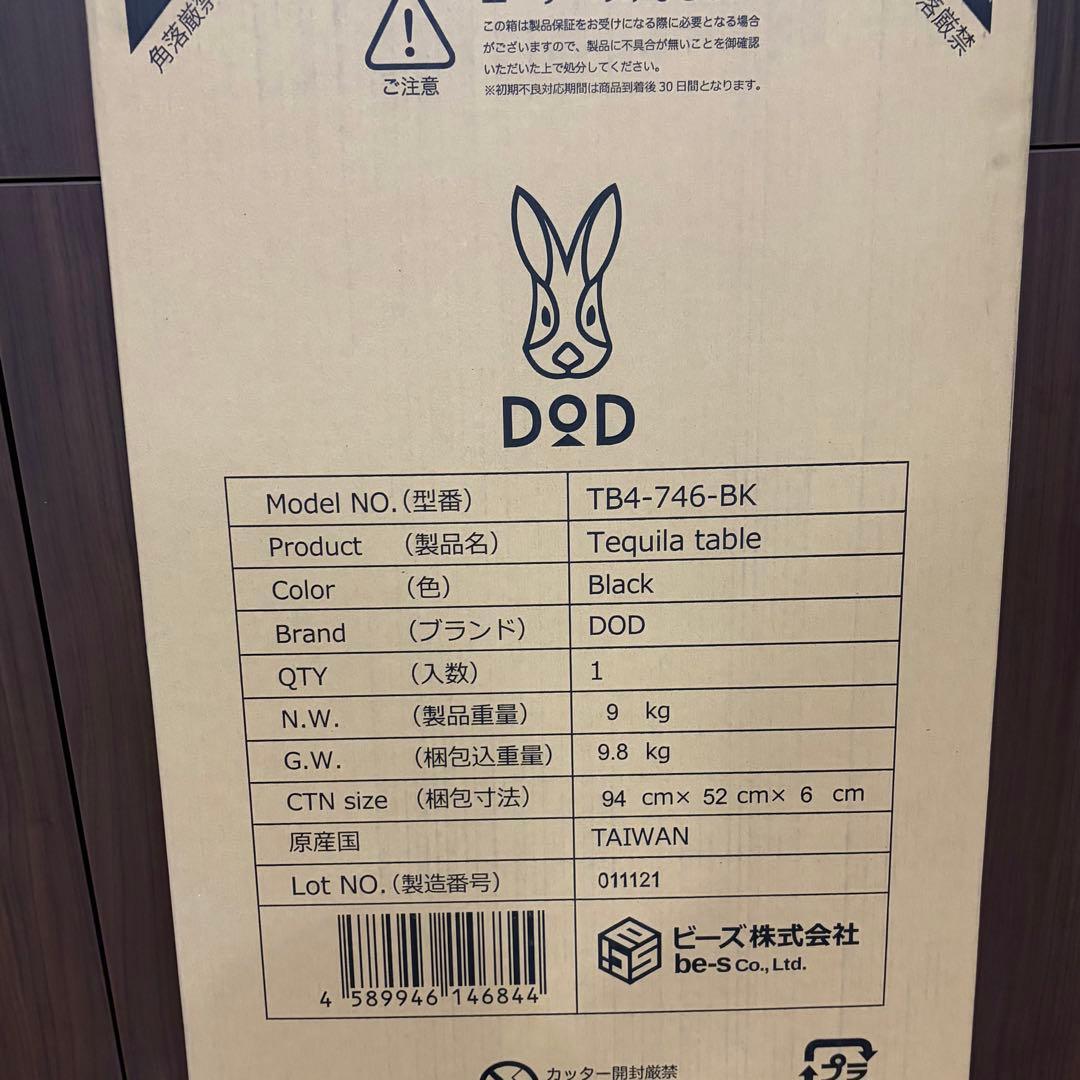 角落厳禁
ご注意
この箱は製品保証をお受けになる際に必要となる場合
がございますので、製品に不具合が無いことを御確認
いただいた上で処分してください。
※初期不良対応期間は商品到着後30日間となります。
落厳禁
DOD
Model NO.（型番） TB4-746-BK
Product （製品名） Tequila table
Color （色） Black
Brand （ブランド） DOD
QTY （入数） 1
N.W. （製品重量） 9 kg
G.W. （梱包込重量） 9.8 kg
CTN size （梱包寸法） 94 cm× 52 cm× 6 cm
原産国 TAIWAN
Lot NO.（製造番号） 011121
4 589946 146844
ビーズ株式会社
be-s Co., Ltd.
カッター開封厳禁
プラ